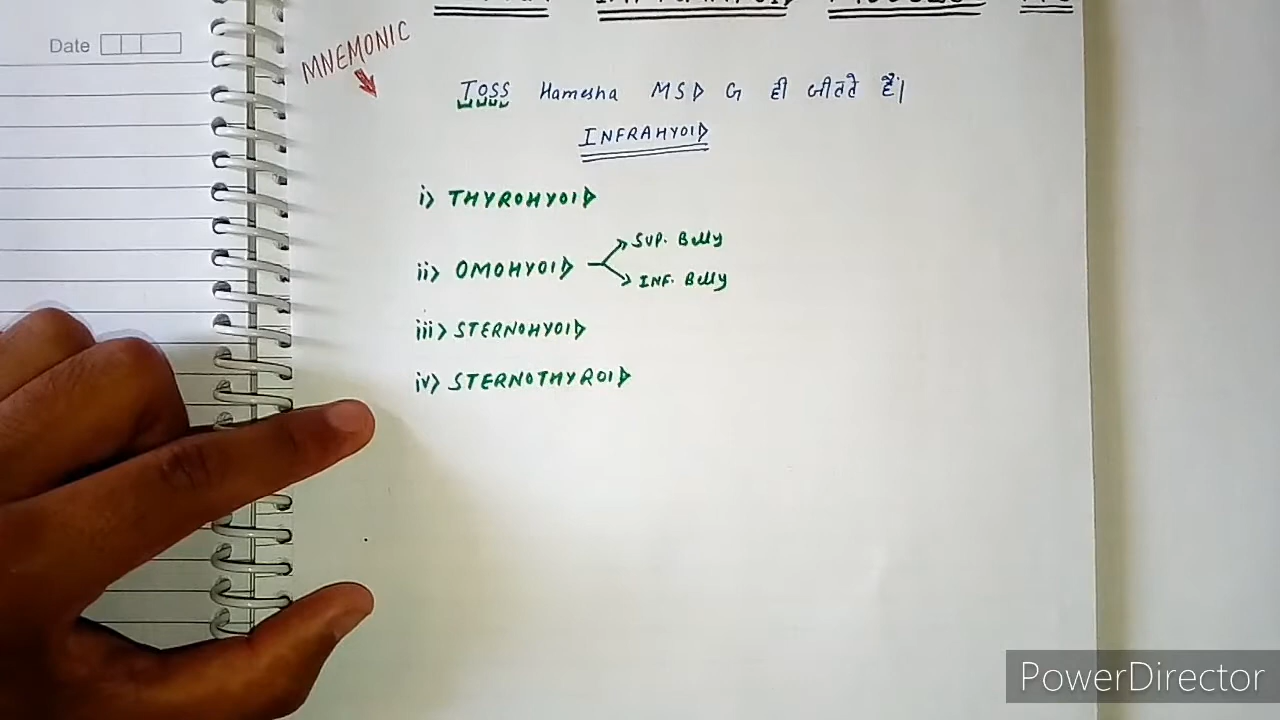 Date
MNEMONIC
TOSS Hamesha MSD G ही जीतते हैं।
INFRAHYOID
i) THYROHYOID
SUP. Belly
ii) OMOHYOID
INF. Belly
iii) STERNOHYOID
iv) STERNOTHYROID
PowerDirector